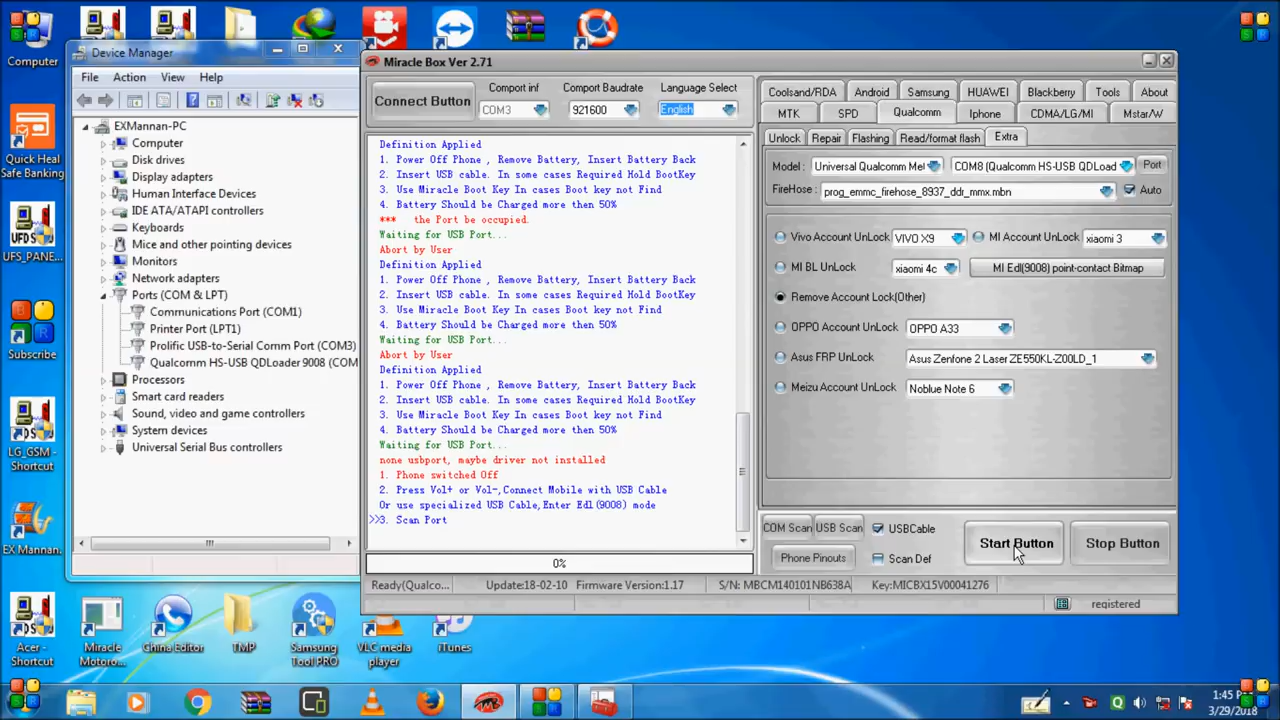 Computer
Quick Heal
Safe Banking
UFS_PANE...
Subscribe
LG_GSM -
Shortcut
EX Mannan.
Acer -
Shortcut
Miracle
Motoro...
China Editor
TMP
Samsung
Tool PRO
VLC media
player
iTunes
Device Manager
File Action View Help
EXMannan-PC
Computer
Disk drives
Display adapters
Human Interface Devices
IDE ATA/ATAPI controllers
Keyboards
Mice and other pointing devices
Monitors
Network adapters
Ports (COM & LPT)
Communications Port (COM1)
Printer Port (LPT1)
Prolific USB-to-Serial Comm Port (COM3)
Qualcomm HS-USB QDLoader 9008 (COM
Processors
Smart card readers
Sound, video and game controllers
System devices
Universal Serial Bus controllers
Miracle Box Ver 2.71
Connect Button
Comport inf Comport Baudrate Language Select
COM3 921600 English
Definition Applied
1. Power Off Phone , Remove Battery, Insert Battery Back
2. Insert USB cable. In some cases Required Hold BootKey
3. Use Miracle Boot Key In cases Boot key not Find
4. Battery Should be Charged more then 50%
*** the Port be occupied.
Waiting for USB Port...
Abort by User
Definition Applied
1. Power Off Phone , Remove Battery, Insert Battery Back
2. Insert USB cable. In some cases Required Hold BootKey
3. Use Miracle Boot Key In cases Boot key not Find
4. Battery Should be Charged more then 50%
Waiting for USB Port...
Abort by User
Definition Applied
1. Power Off Phone , Remove Battery, Insert Battery Back
2. Insert USB cable. In some cases Required Hold BootKey
3. Use Miracle Boot Key In cases Boot key not Find
4. Battery Should be Charged more then 50%
Waiting for USB Port...
none usbport, maybe driver not installed
1. Phone switched Off
2. Press Vol+ or Vol-,Connect Mobile with USB Cable
Or use specialized USB Cable,Enter Edl(9008) mode
>>3. Scan Port
0%
Coolsand/RDA Android Samsung HUAWEI Blackberry Tools About
MTK SPD Qualcomm Iphone CDMA/LG/MI Mstar/W
Unlock Repair Flashing Read/format flash Extra
Model : Universal Qualcomm Mel COM8 (Qualcomm HS-USB QDLoad Port
FireHose : prog_emmc_firehose_8937_ddr_mmx.mbn Auto
Vivo Account UnLock VIVO X9 MI Account UnLock xiaomi 3
MI BL UnLock xiaomi 4c MI Edl(9008) point-contact Bitmap
Remove Account Lock(Other)
OPPO Account UnLock OPPO A33
Asus FRP UnLock Asus Zenfone 2 Laser ZE550KL-Z00LD_1
Meizu Account UnLock Noblue Note 6
COM Scan USB Scan USBCable
Phone Pinouts Scan Def
Start Button Stop Button
Ready(Qualco... Update:18-02-10 Firmware Version:1.17 S/N: MBCM140101NB638A Key:MICBX15V00041276
registered
1:45 PM
3/29/2018